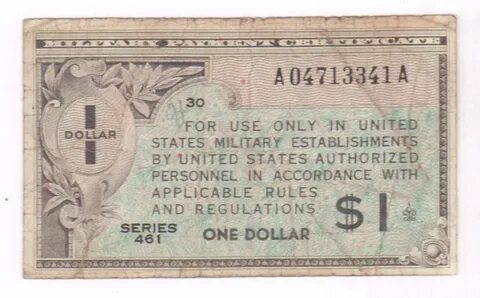 MILITARY PAYMENT CERTIFICATE
A04713341A
30
1
DOLLAR
FOR USE ONLY IN UNITED
STATES MILITARY ESTABLISHMENTS
BY UNITED STATES AUTHORIZED
PERSONNEL IN ACCORDANCE WITH
APPLICABLE RULES
AND REGULATIONS.
$1
SERIES
461
ONE DOLLAR